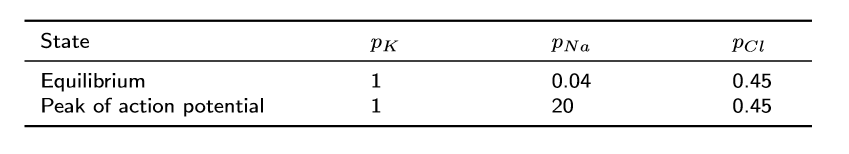 State p_K p_Na p_Cl
Equilibrium 1 0.04 0.45
Peak of action potential 1 20 0.45